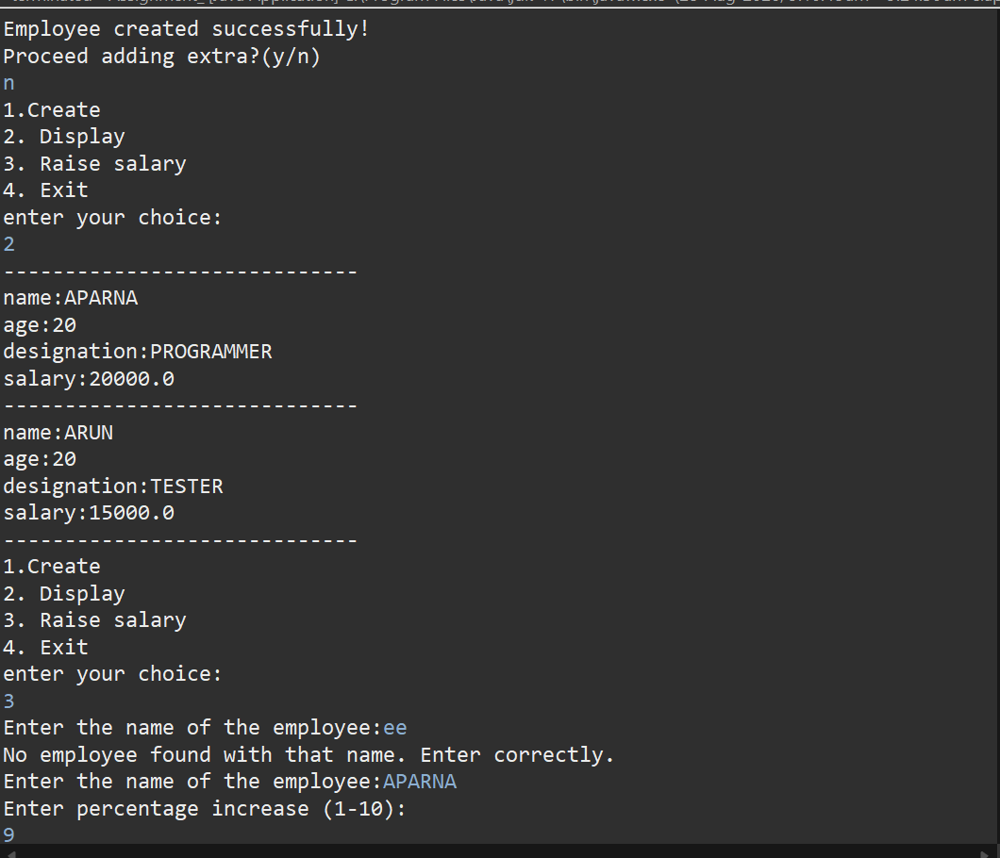 Employee created successfully!
Proceed adding extra?(y/n)
n
1.Create
2. Display
3. Raise salary
4. Exit
enter your choice:
2
-----------------------------
name:APARNA
age:20
designation:PROGRAMMER
salary:20000.0
-----------------------------
name:ARUN
age:20
designation:TESTER
salary:15000.0
-----------------------------
1.Create
2. Display
3. Raise salary
4. Exit
enter your choice:
3
Enter the name of the employee:ee
No employee found with that name. Enter correctly.
Enter the name of the employee:APARNA
Enter percentage increase (1-10):
9